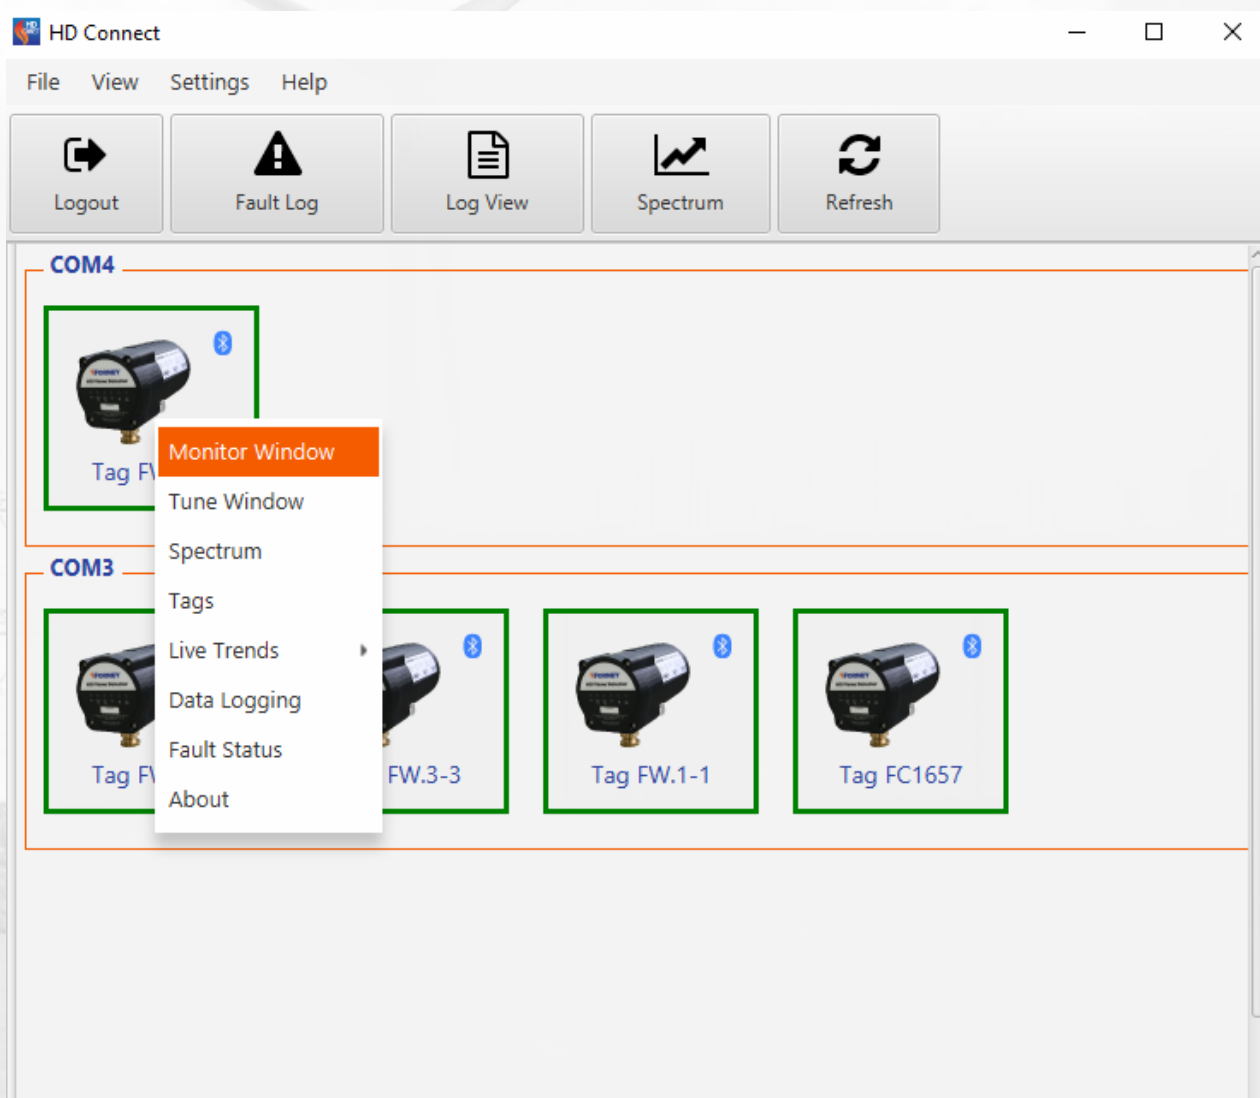 HD Connect
File View Settings Help
Logout Fault Log Log View Spectrum Refresh
COM4
Tag
Monitor Window
Tune Window
Spectrum
Tags
Live Trends
Data Logging
Fault Status
About
COM3
Tag FW.3-3 Tag FW.1-1 Tag FC1657